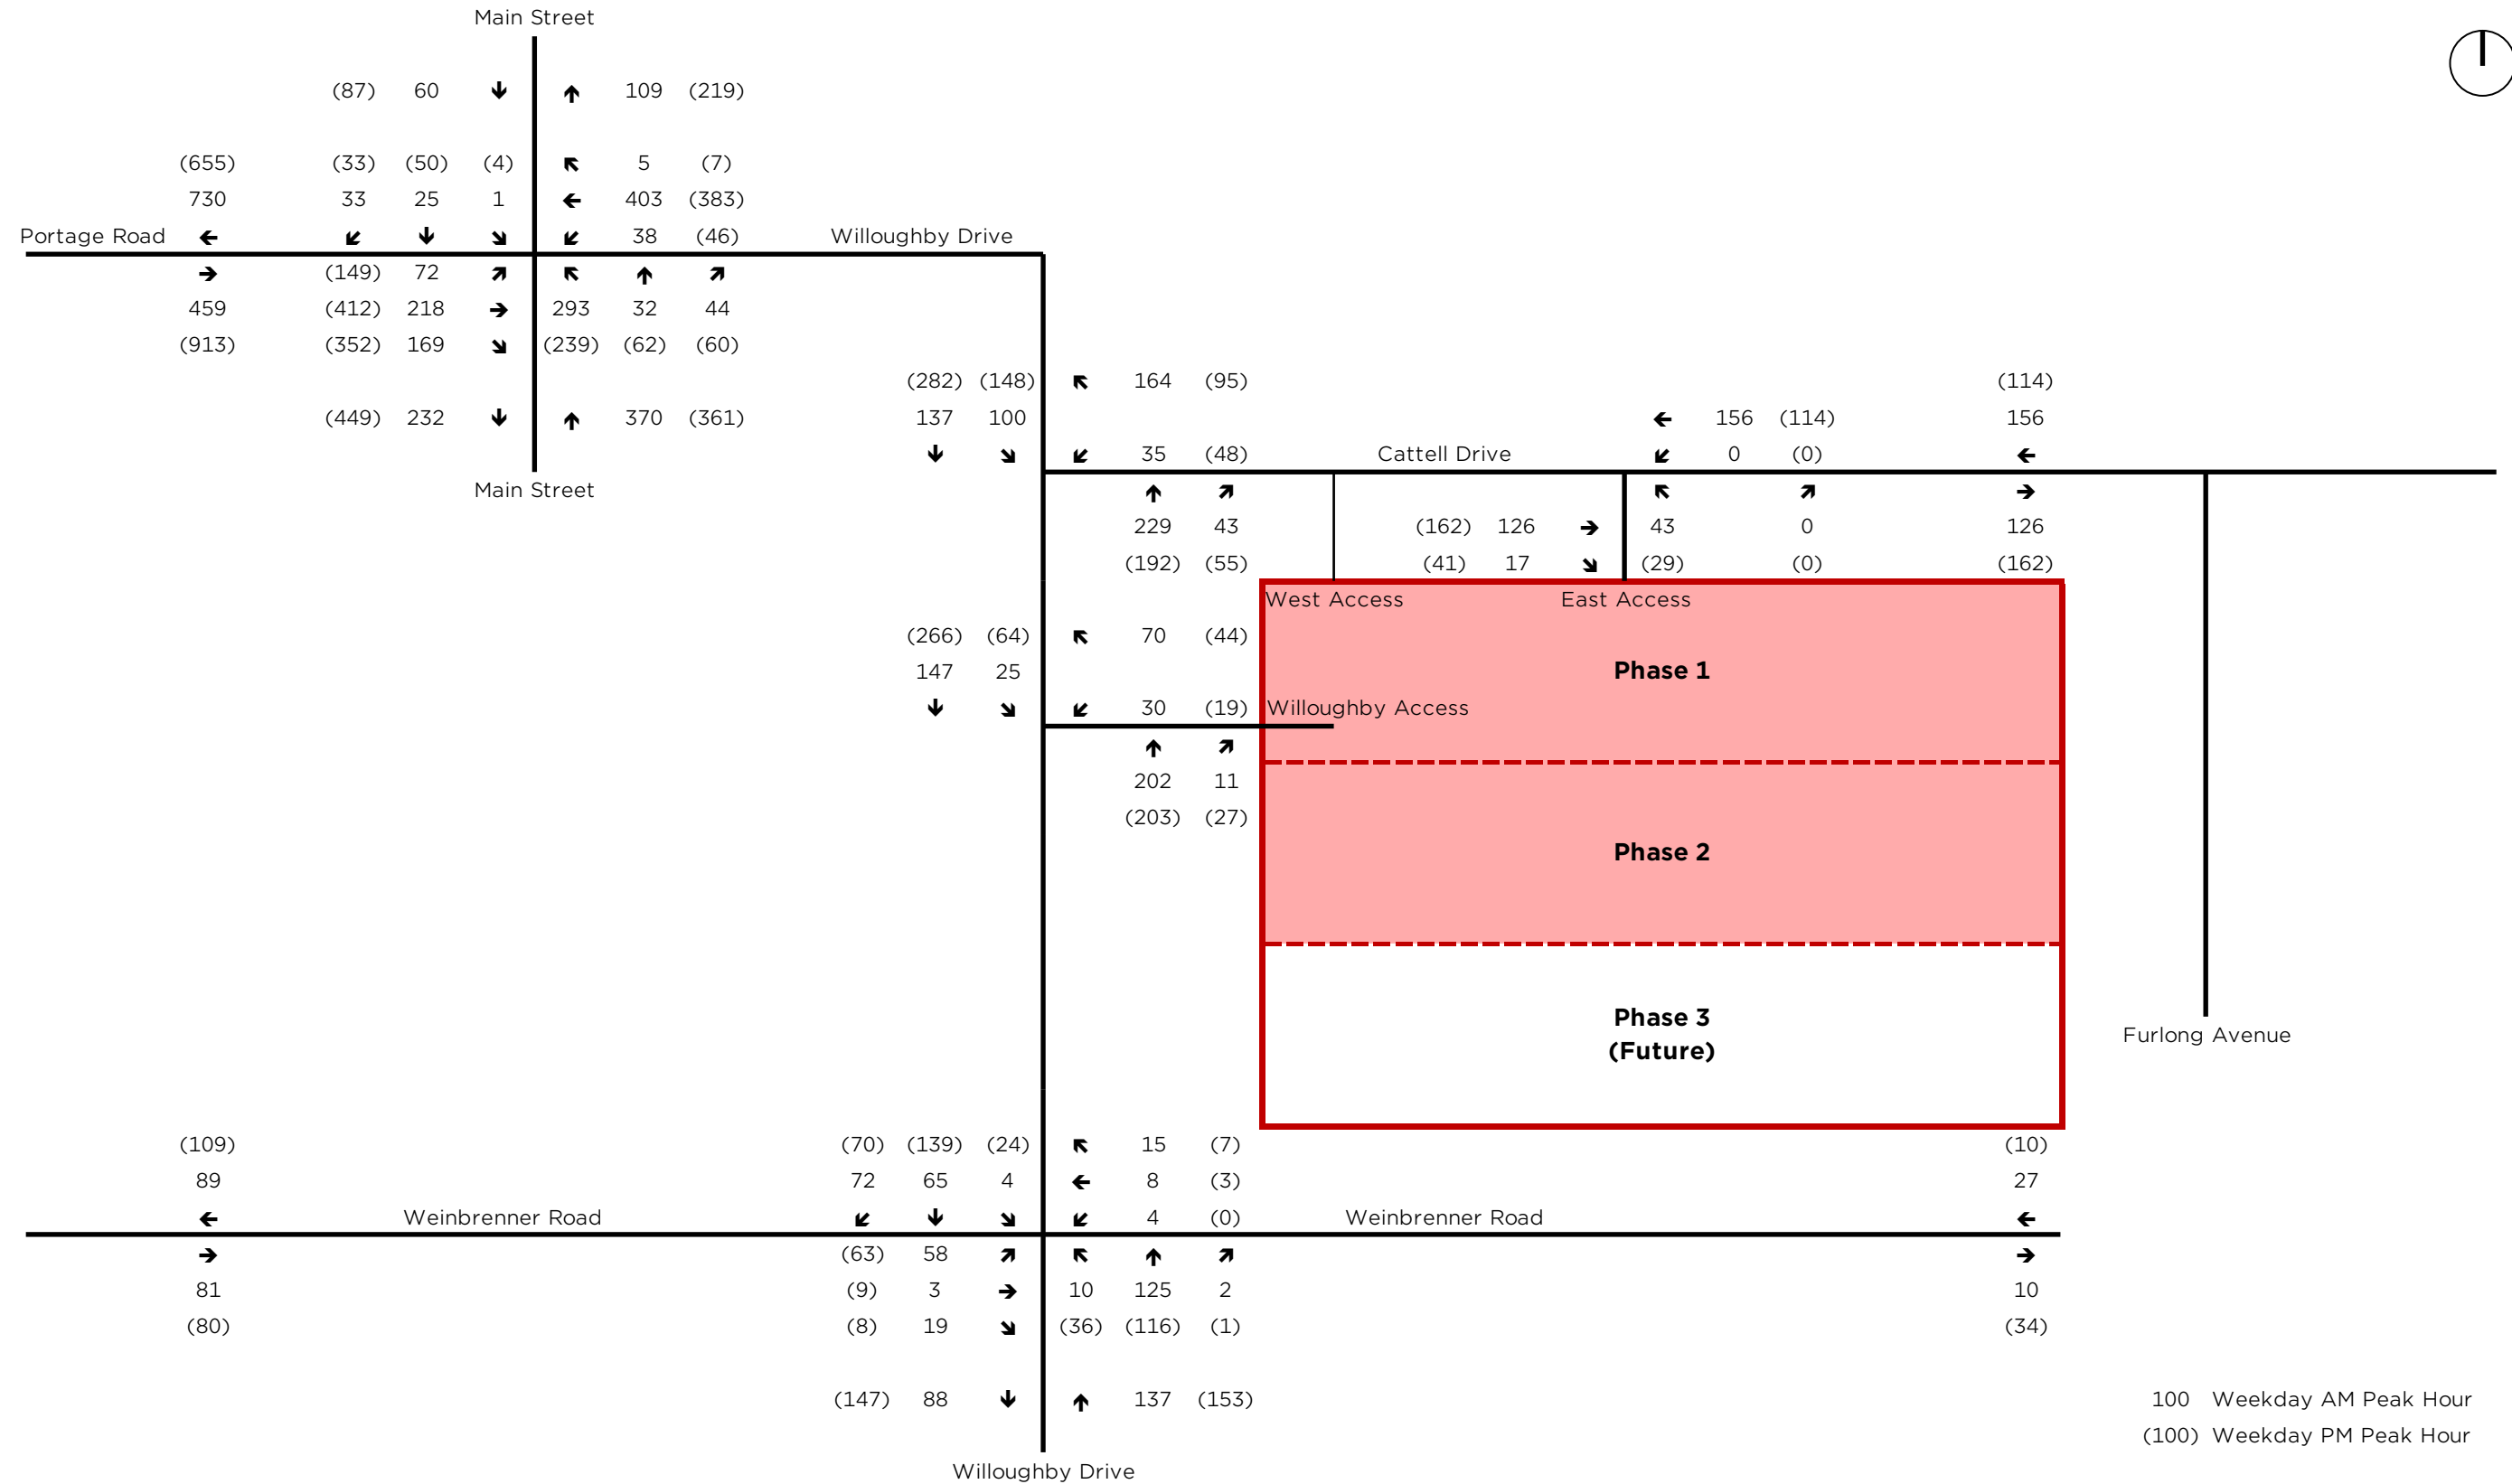 Main Street
(87) 60 ↓ ↑ 109 (219)
(655) (33) (50) (4) ↖ 5 (7)
730 33 25 1 ← 403 (383)
Portage Road ← ↙ ↓ ↘ ↙ 38 (46) Willoughby Drive
→ (149) 72 ↗ ↖ ↑ ↗
459 (412) 218 → 293 32 44
(913) (352) 169 ↘ (239) (62) (60)
(282) (148) ↖ 164 (95) (114)
(449) 232 ↓ ↑ 370 (361) 137 100 ← 156 (114) 156
↓ ↘ ↙ 35 (48) Cattell Drive ↙ 0 (0) ←
Main Street ↑ ↗ ↖ ↗ →
229 43 (162) 126 → 43 0 126
(192) (55) (41) 17 ↘ (29) (0) (162)
West Access East Access
(266) (64) ↖ 70 (44)
147 25 Phase 1
↓ ↘ ↙ 30 (19) Willoughby Access
↑ ↗
202 11
(203) (27)
Phase 2
Phase 3
(Future)
Furlong Avenue
(109) (70) (139) (24) ↖ 15 (7) (10)
89 72 65 4 ← 8 (3) 27
← Weinbrenner Road ↙ ↓ ↘ ↙ 4 (0) Weinbrenner Road ←
→ (63) 58 ↗ ↖ ↑ ↗ →
81 (9) 3 → 10 125 2 10
(80) (8) 19 ↘ (36) (116) (1) (34)
(147) 88 ↓ ↑ 137 (153) 100 Weekday AM Peak Hour
(100) Weekday PM Peak Hour
Willoughby Drive